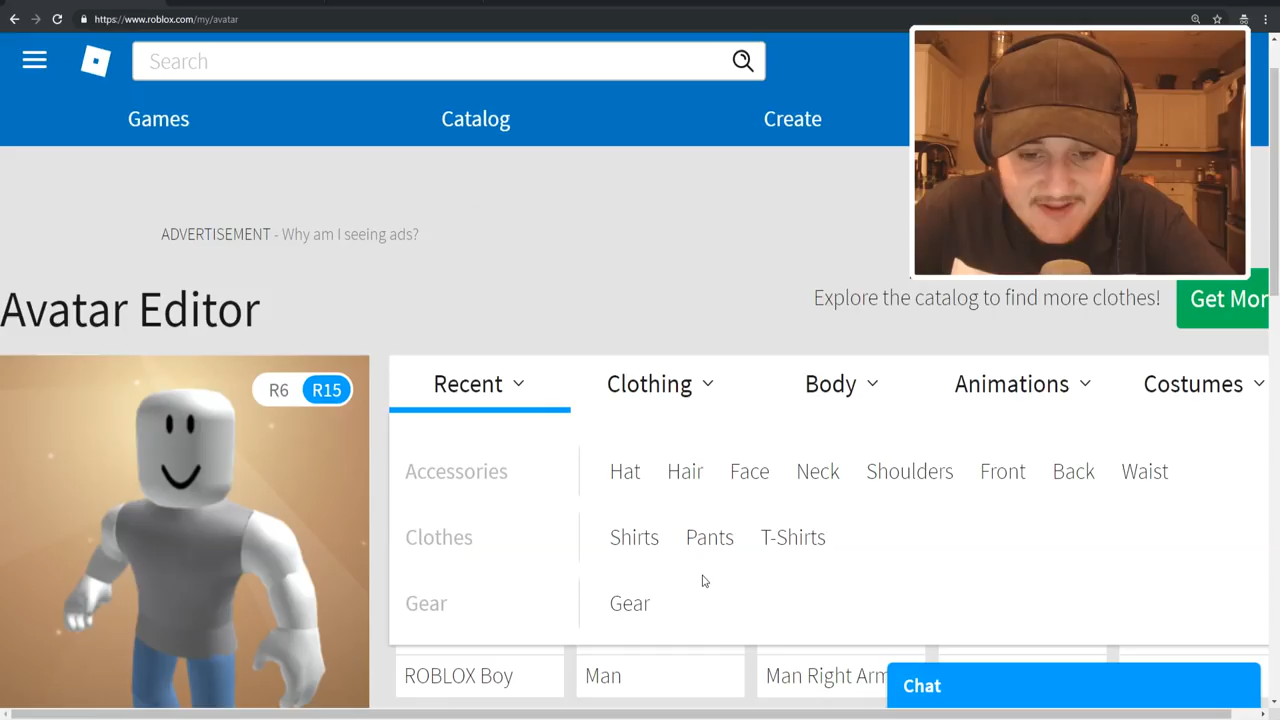 https://www.roblox.com/my/avatar
Search
Games Catalog Create
ADVERTISEMENT - Why am I seeing ads?
Avatar Editor
Explore the catalog to find more clothes!
Get Mor
R6 R15
Recent Clothing Body Animations Costumes
Accessories Hat Hair Face Neck Shoulders Front Back Waist
Clothes Shirts Pants T-Shirts
Gear Gear
ROBLOX Boy Man Man Right Arm
Chat